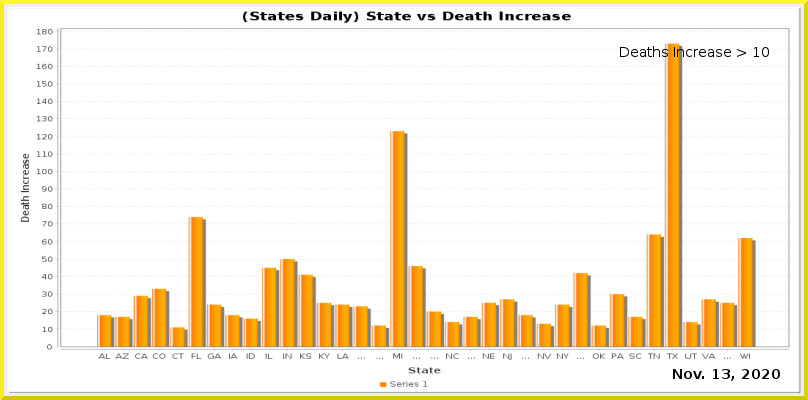 (States Daily) State vs Death Increase
Deaths Increase > 10
180
170
160
150
140
130
120
110
100
90
80
70
60
50
40
30
20
10
0
Death Increase
AL AZ CA CO CT FL GA IA ID IL IN KS KY LA ... ... MI ... ... NC ... NE NJ ... NV NY ... OK PA SC TN TX UT VA ... WI
State
Series 1
Nov. 13, 2020